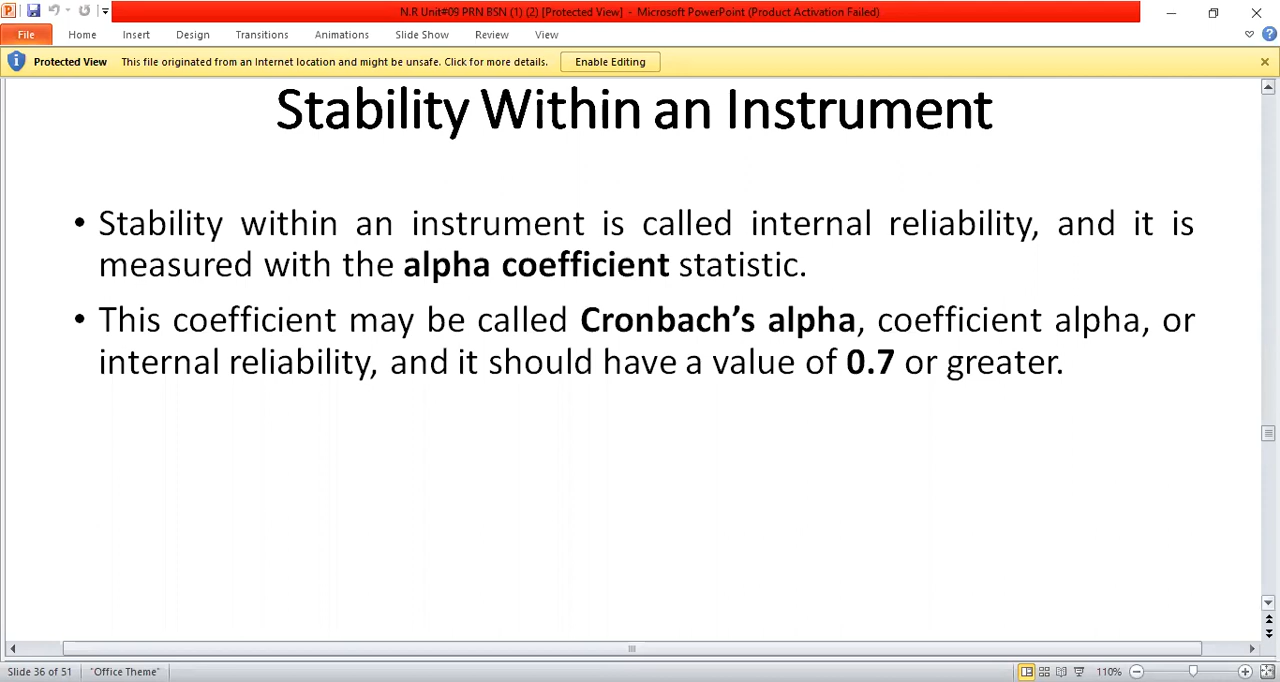 N.R Unit#09 PRN BSN (1) (2) [Protected View] - Microsoft PowerPoint (Product Activation Failed)
File Home Insert Design Transitions Animations Slide Show Review View
Protected View This file originated from an Internet location and might be unsafe. Click for more details. Enable Editing
Stability Within an Instrument
• Stability within an instrument is called internal reliability, and it is
measured with the alpha coefficient statistic.
• This coefficient may be called Cronbach’s alpha, coefficient alpha, or
internal reliability, and it should have a value of 0.7 or greater.
Slide 36 of 51 "Office Theme" 110%